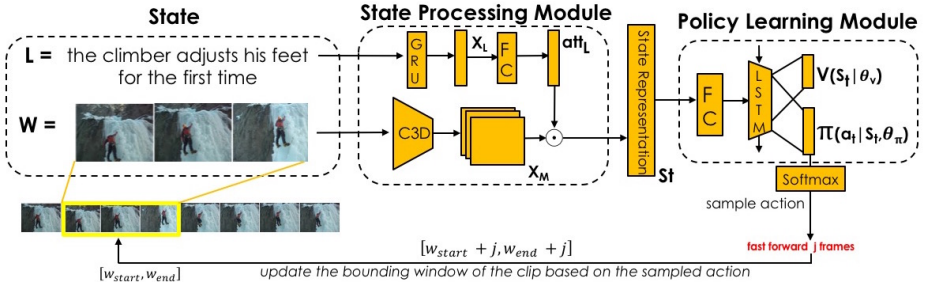 State
State Processing Module
Policy Learning Module
L = the climber adjusts his feet
for the first time
W =
GRU
X_L
FC
att_L
C3D
X_M
State Representation
St
FC
LSTM
V(S_t|θ_v)
π(a_t|S_t,θ_π)
Softmax
sample action
fast forward j frames
[w_start + j, w_end + j]
[w_start, w_end]
update the bounding window of the clip based on the sampled action